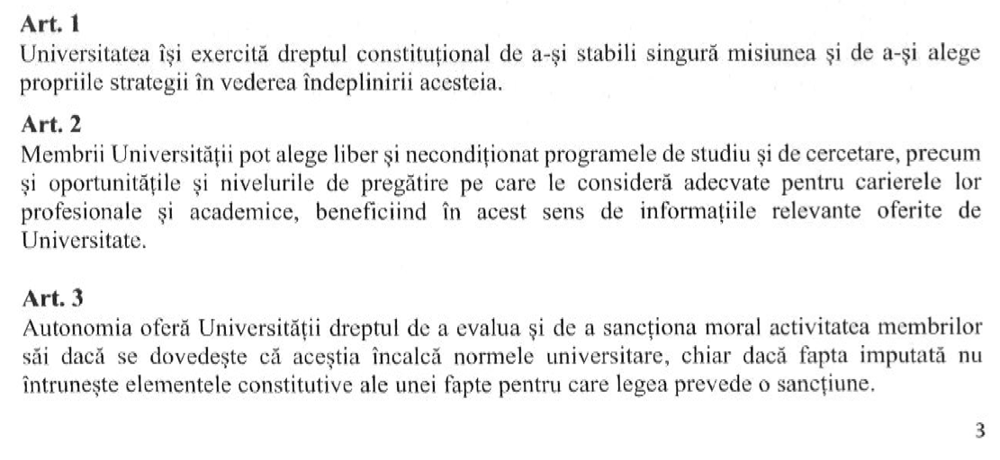 Art. 1
Universitatea își exercită dreptul constituțional de a-și stabili singură misiunea și de a-și alege
propriile strategii în vederea îndeplinirii acesteia.
Art. 2
Membrii Universității pot alege liber și necondiționat programele de studiu și de cercetare, precum
și oportunitățile și nivelurile de pregătire pe care le consideră adecvate pentru carierele lor
profesionale și academice, beneficiind în acest sens de informațiile relevante oferite de
Universitate.
Art. 3
Autonomia oferă Universității dreptul de a evalua și de a sancționa moral activitatea membrilor
săi dacă se dovedește că aceștia încalcă normele universitare, chiar dacă fapta imputată nu
întrunește elementele constitutive ale unei fapte pentru care legea prevede o sancțiune.
3